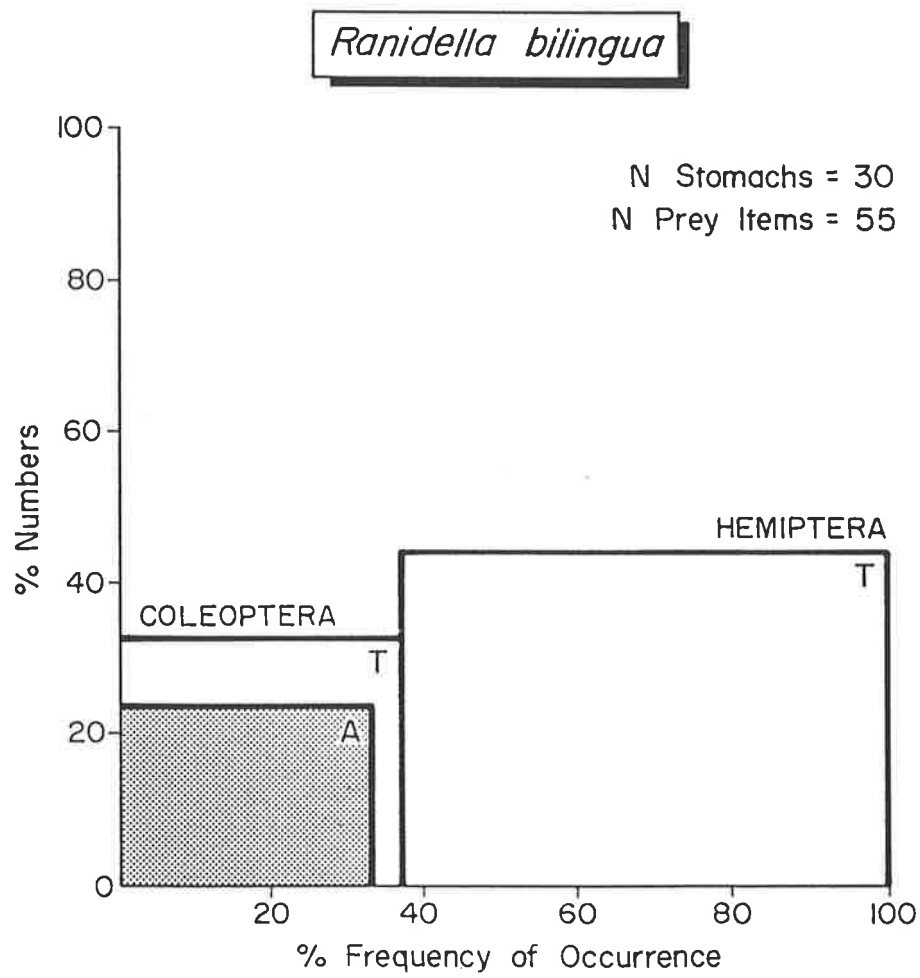 Ranidella bilingua
N Stomachs = 30
N Prey Items = 55
100
80
60
40
20
0
% Numbers
HEMIPTERA
T
COLEOPTERA
T
A
20 40 60 80 100
% Frequency of Occurrence